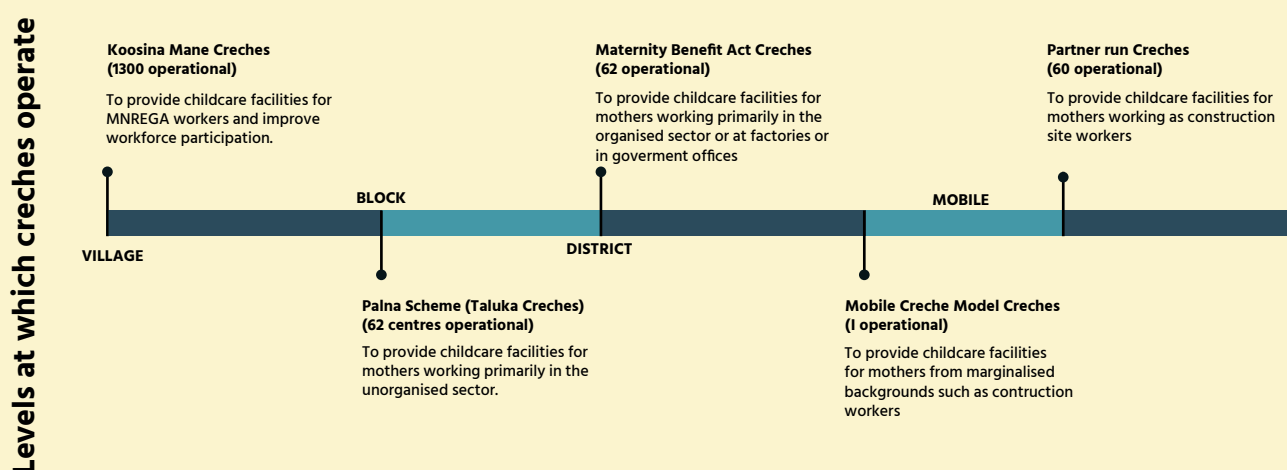 Levels at which creches operate
Koosina Mane Creches
(1300 operational)
To provide childcare facilities for
MNREGA workers and improve
workforce participation.
Maternity Benefit Act Creches
(62 operational)
To provide childcare facilities for
mothers working primarily in the
organised sector or at factories or
in goverment offices
Partner run Creches
(60 operational)
To provide childcare facilities for
mothers working as construction
site workers
VILLAGE
BLOCK
DISTRICT
MOBILE
Palna Scheme (Taluka Creches)
(62 centres operational)
To provide childcare facilities for
mothers working primarily in the
unorganised sector.
Mobile Creche Model Creches
(I operational)
To provide childcare facilities
for mothers from marginalised
backgrounds such as contruction
workers